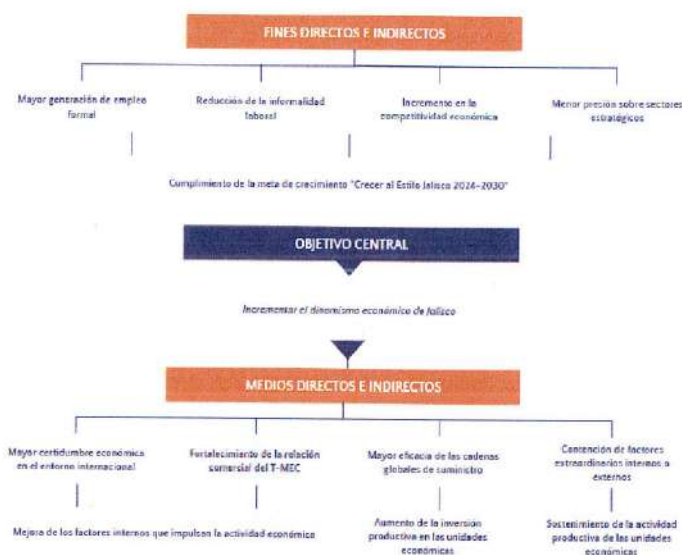 FINES DIRECTOS E INDIRECTOS
Mayor generación de empleo
formal
Reducción de la informalidad
laboral
Incremento en la
competitividad económica
Menor presión sobre sectores
estratégicos
Cumplimiento de la meta de crecimiento "Crecer al Estilo Jalisco 2024-2030"
OBJETIVO CENTRAL
Incrementar el dinamismo económico de Jalisco
MEDIOS DIRECTOS E INDIRECTOS
Mayor certidumbre económica
en el entorno internacional
Fortalecimiento de la relación
comercial del T-MEC
Mayor eficacia de las cadenas
globales de suministro
Contención de factores
extraordinarios internos o
externos
Mejora de los factores internos que impulsan la actividad económica
Aumento de la inversión
productiva en las unidades
económicas
Sostenimiento de la actividad
productiva de las unidades
económicas